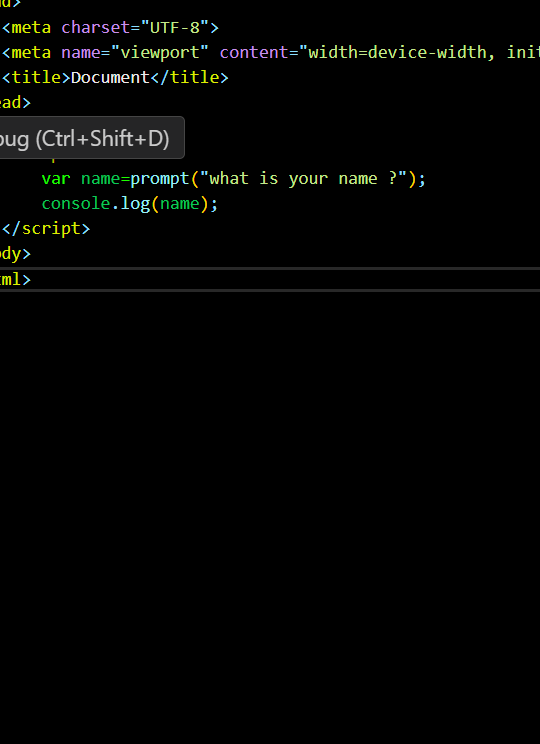 ad>
<meta charset="UTF-8">
<meta name="viewport" content="width=device-width, init
<title>Document</title>
ead>
bug (Ctrl+Shift+D)
var name=prompt("what is your name ?");
console.log(name);
</script>
ody>
tml>